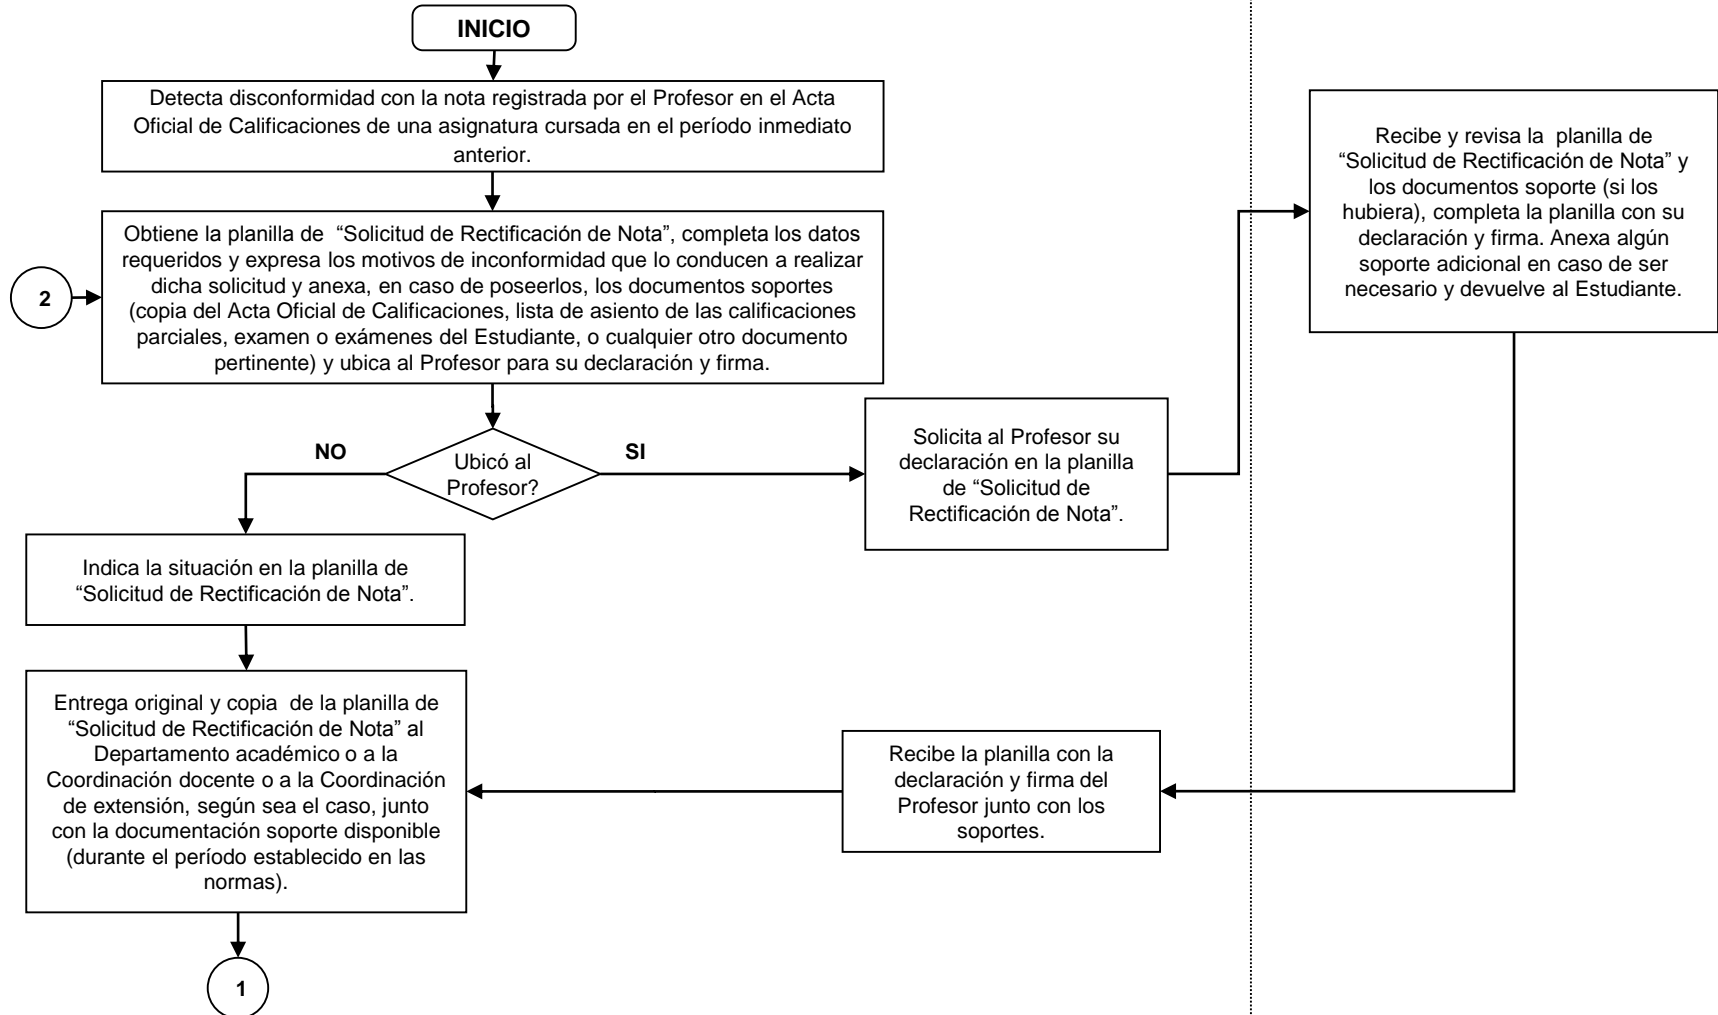 INICIO
Detecta disconformidad con la nota registrada por el Profesor en el Acta
Oficial de Calificaciones de una asignatura cursada en el período inmediato
anterior.
Obtiene la planilla de “Solicitud de Rectificación de Nota”, completa los datos
requeridos y expresa los motivos de inconformidad que lo conducen a realizar
dicha solicitud y anexa, en caso de poseerlos, los documentos soportes
(copia del Acta Oficial de Calificaciones, lista de asiento de las calificaciones
parciales, examen o exámenes del Estudiante, o cualquier otro documento
pertinente) y ubica al Profesor para su declaración y firma.
2
Recibe y revisa la planilla de
“Solicitud de Rectificación de Nota” y
los documentos soporte (si los
hubiera), completa la planilla con su
declaración y firma. Anexa algún
soporte adicional en caso de ser
necesario y devuelve al Estudiante.
NO
Ubicó al
Profesor?
SI
Solicita al Profesor su
declaración en la planilla
de “Solicitud de
Rectificación de Nota”.
Indica la situación en la planilla de
“Solicitud de Rectificación de Nota”.
Entrega original y copia de la planilla de
“Solicitud de Rectificación de Nota” al
Departamento académico o a la
Coordinación docente o a la Coordinación
de extensión, según sea el caso, junto
con la documentación soporte disponible
(durante el período establecido en las
normas).
Recibe la planilla con la
declaración y firma del
Profesor junto con los
soportes.
1